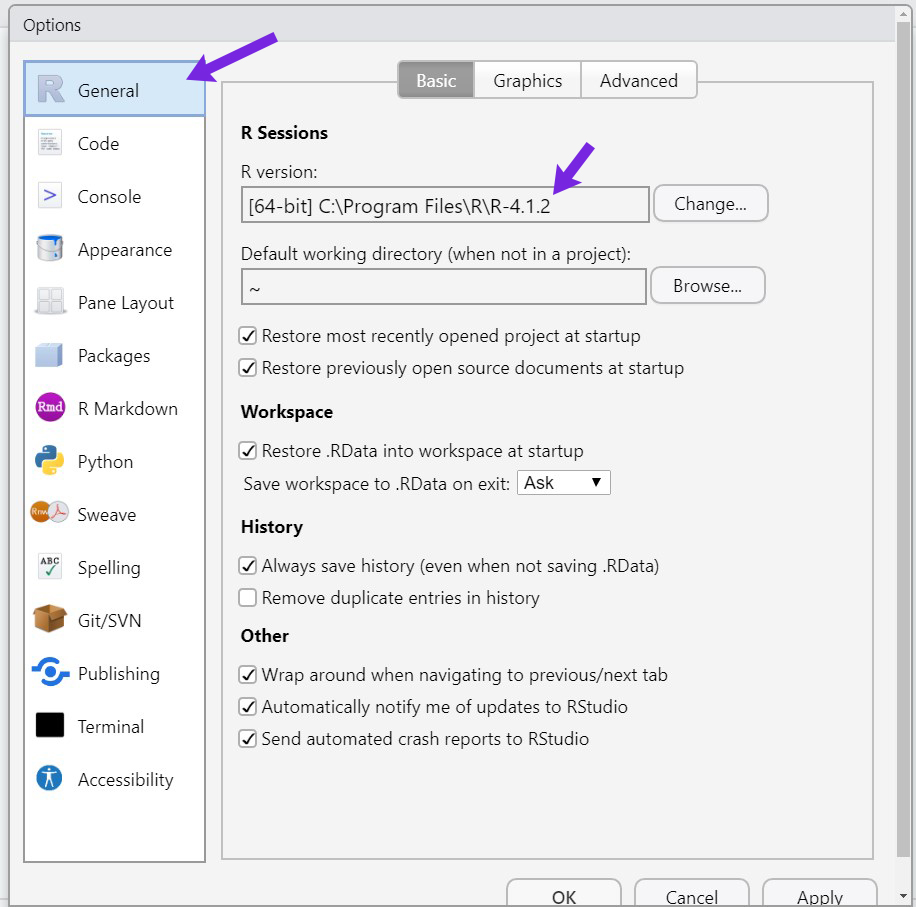 Options
General
Code
Console
Appearance
Pane Layout
Packages
Rmd R Markdown
Python
Rnw Sweave
ABC Spelling
Git/SVN
Publishing
Terminal
Accessibility
Basic Graphics Advanced
R Sessions
R version:
[64-bit] C:\Program Files\R\R-4.1.2 Change...
Default working directory (when not in a project):
~ Browse...
Restore most recently opened project at startup
Restore previously open source documents at startup
Workspace
Restore .RData into workspace at startup
Save workspace to .RData on exit: Ask
History
Always save history (even when not saving .RData)
Remove duplicate entries in history
Other
Wrap around when navigating to previous/next tab
Automatically notify me of updates to RStudio
Send automated crash reports to RStudio
OK Cancel Apply